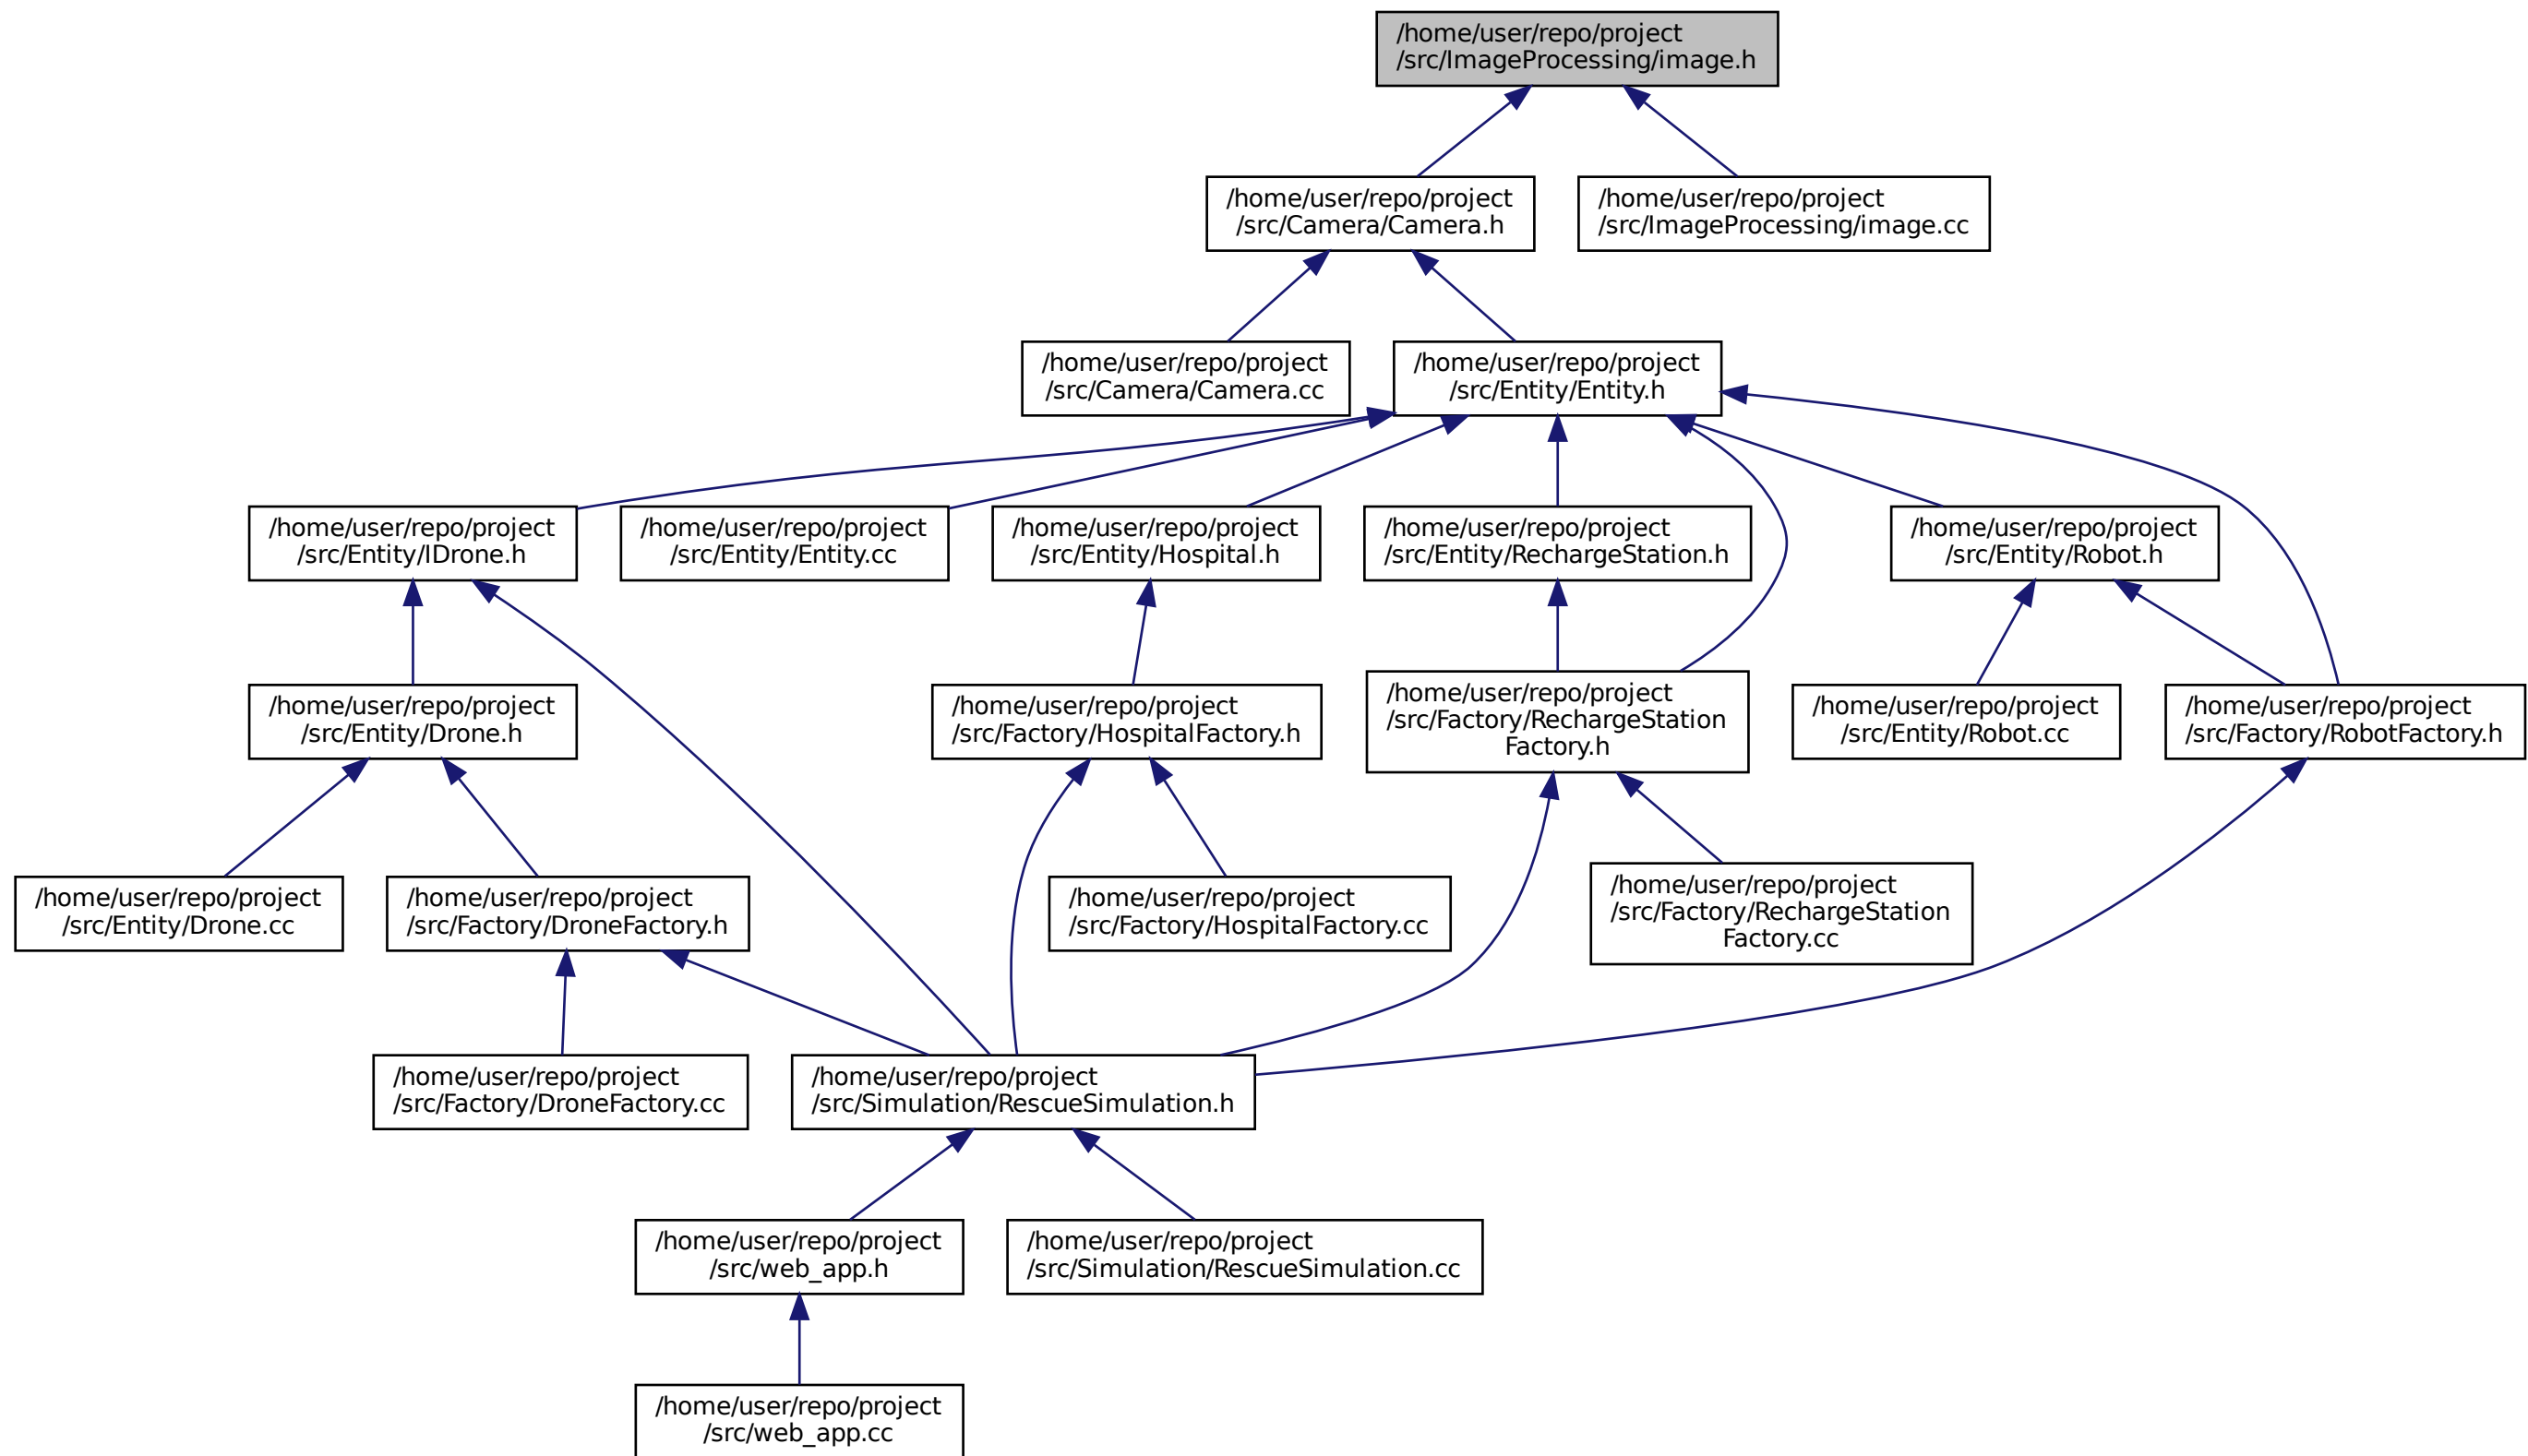 /home/user/repo/project
/src/ImageProcessing/image.h
/home/user/repo/project
/src/Camera/Camera.h
/home/user/repo/project
/src/ImageProcessing/image.cc
/home/user/repo/project
/src/Camera/Camera.cc
/home/user/repo/project
/src/Entity/Entity.h
/home/user/repo/project
/src/Entity/IDrone.h
/home/user/repo/project
/src/Entity/Entity.cc
/home/user/repo/project
/src/Entity/Hospital.h
/home/user/repo/project
/src/Entity/RechargeStation.h
/home/user/repo/project
/src/Entity/Robot.h
/home/user/repo/project
/src/Entity/Drone.h
/home/user/repo/project
/src/Factory/HospitalFactory.h
/home/user/repo/project
/src/Factory/RechargeStation
Factory.h
/home/user/repo/project
/src/Entity/Robot.cc
/home/user/repo/project
/src/Factory/RobotFactory.h
/home/user/repo/project
/src/Entity/Drone.cc
/home/user/repo/project
/src/Factory/DroneFactory.h
/home/user/repo/project
/src/Factory/HospitalFactory.cc
/home/user/repo/project
/src/Factory/RechargeStation
Factory.cc
/home/user/repo/project
/src/Factory/DroneFactory.cc
/home/user/repo/project
/src/Simulation/RescueSimulation.h
/home/user/repo/project
/src/web_app.h
/home/user/repo/project
/src/Simulation/RescueSimulation.cc
/home/user/repo/project
/src/web_app.cc